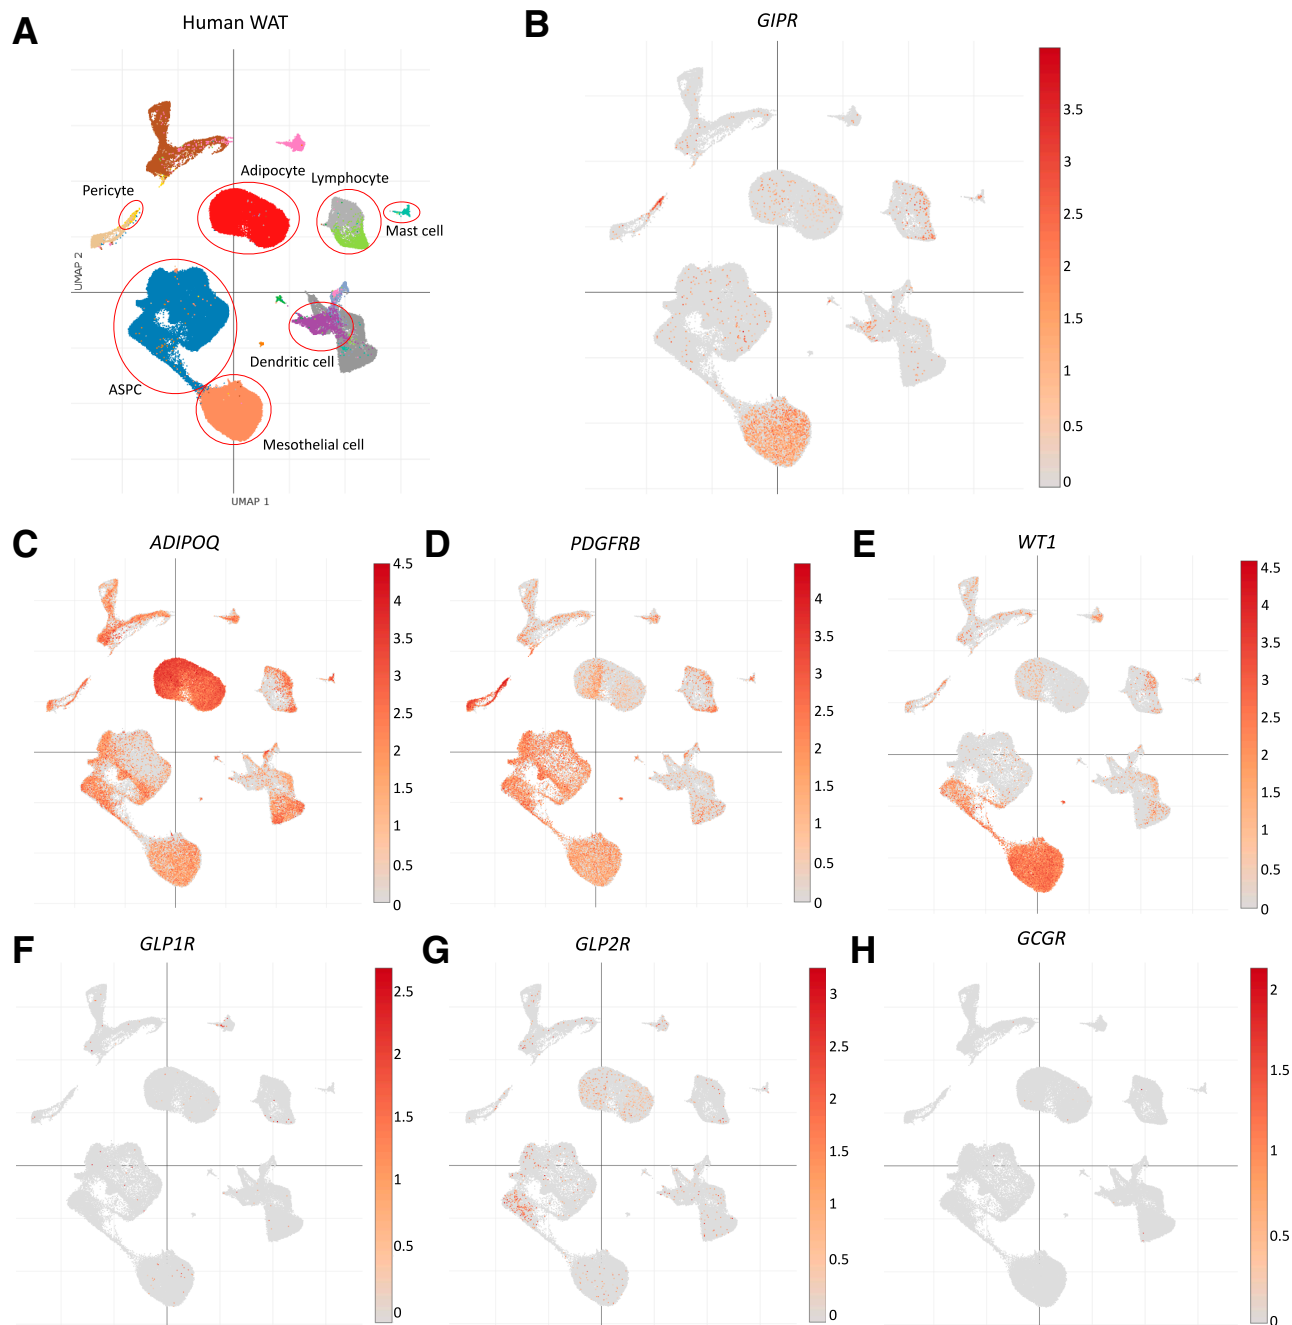 A
Human WAT
Pericyte
Adipocyte
Lymphocyte
Mast cell
Dendritic cell
ASPC
Mesothelial cell
UMAP 2
UMAP 1
B
GIPR
3.5
3
2.5
2
1.5
1
0.5
0
C
ADIPOQ
4.5
4
3.5
3
2.5
2
1.5
1
0.5
0
D
PDGFRB
4
3.5
3
2.5
2
1.5
1
0.5
0
E
WT1
4.5
4
3.5
3
2.5
2
1.5
1
0.5
0
F
GLP1R
2.5
2
1.5
1
0.5
0
G
GLP2R
3
2.5
2
1.5
1
0.5
0
H
GCGR
2
1.5
1
0.5
0